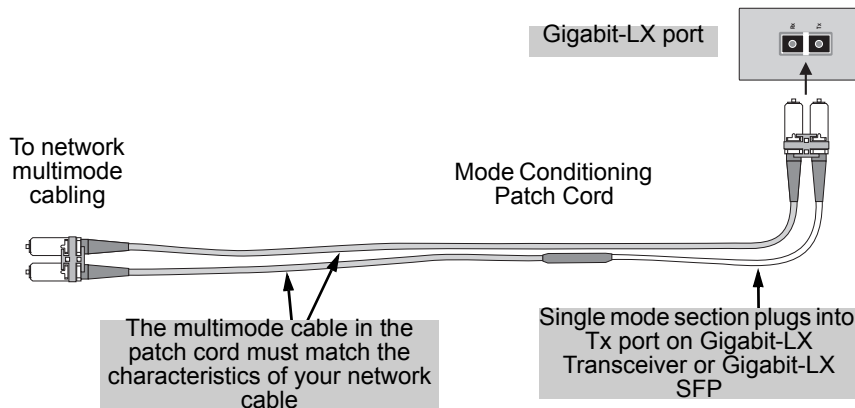 Gigabit-LX port
Rx Tx
To network
multimode
cabling
Mode Conditioning
Patch Cord
The multimode cable in the
patch cord must match the
characteristics of your network
cable
Single mode section plugs into
Tx port on Gigabit-LX
Transceiver or Gigabit-LX
SFP